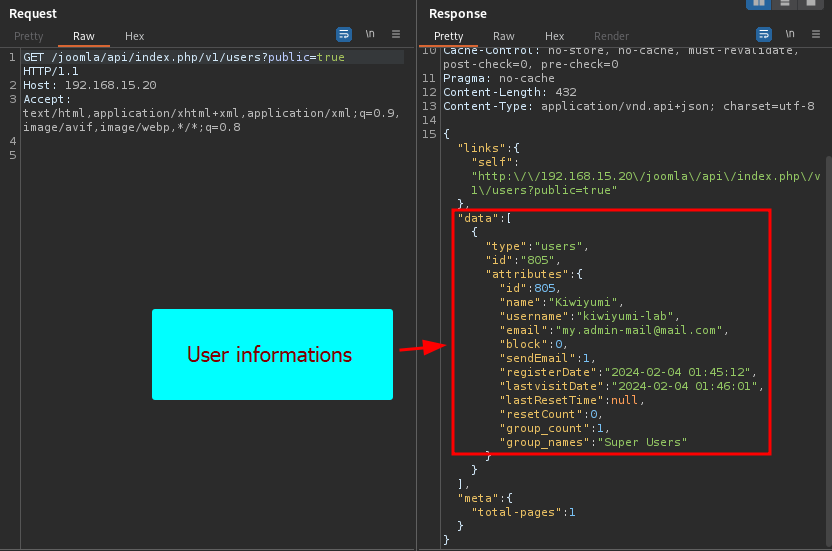 Request
Pretty Raw Hex \n
1 GET /joomla/api/index.php/v1/users?public=true
HTTP/1.1
2 Host: 192.168.15.20
3 Accept:
text/html,application/xhtml+xml,application/xml;q=0.9,
image/avif,image/webp,*/*;q=0.8
4
5
User informations
Response
Pretty Raw Hex Render \n
10 Cache-Control: no-store, no-cache, must-revalidate,
post-check=0, pre-check=0
11 Pragma: no-cache
12 Content-Length: 432
13 Content-Type: application/vnd.api+json; charset=utf-8
14
15 {
"links":{
"self":
"http:\/\/192.168.15.20\/joomla\/api\/index.php\/v
1\/users?public=true"
},
"data":[
{
"type":"users",
"id":"805",
"attributes":{
"id":805,
"name":"Kiwiyumi",
"username":"kiwiyumi-lab",
"email":"my.admin-mail@mail.com",
"block":0,
"sendEmail":1,
"registerDate":"2024-02-04 01:45:12",
"lastvisitDate":"2024-02-04 01:46:01",
"lastResetTime":null,
"resetCount":0,
"group_count":1,
"group_names":"Super Users"
}
}
],
"meta":{
"total-pages":1
}
}